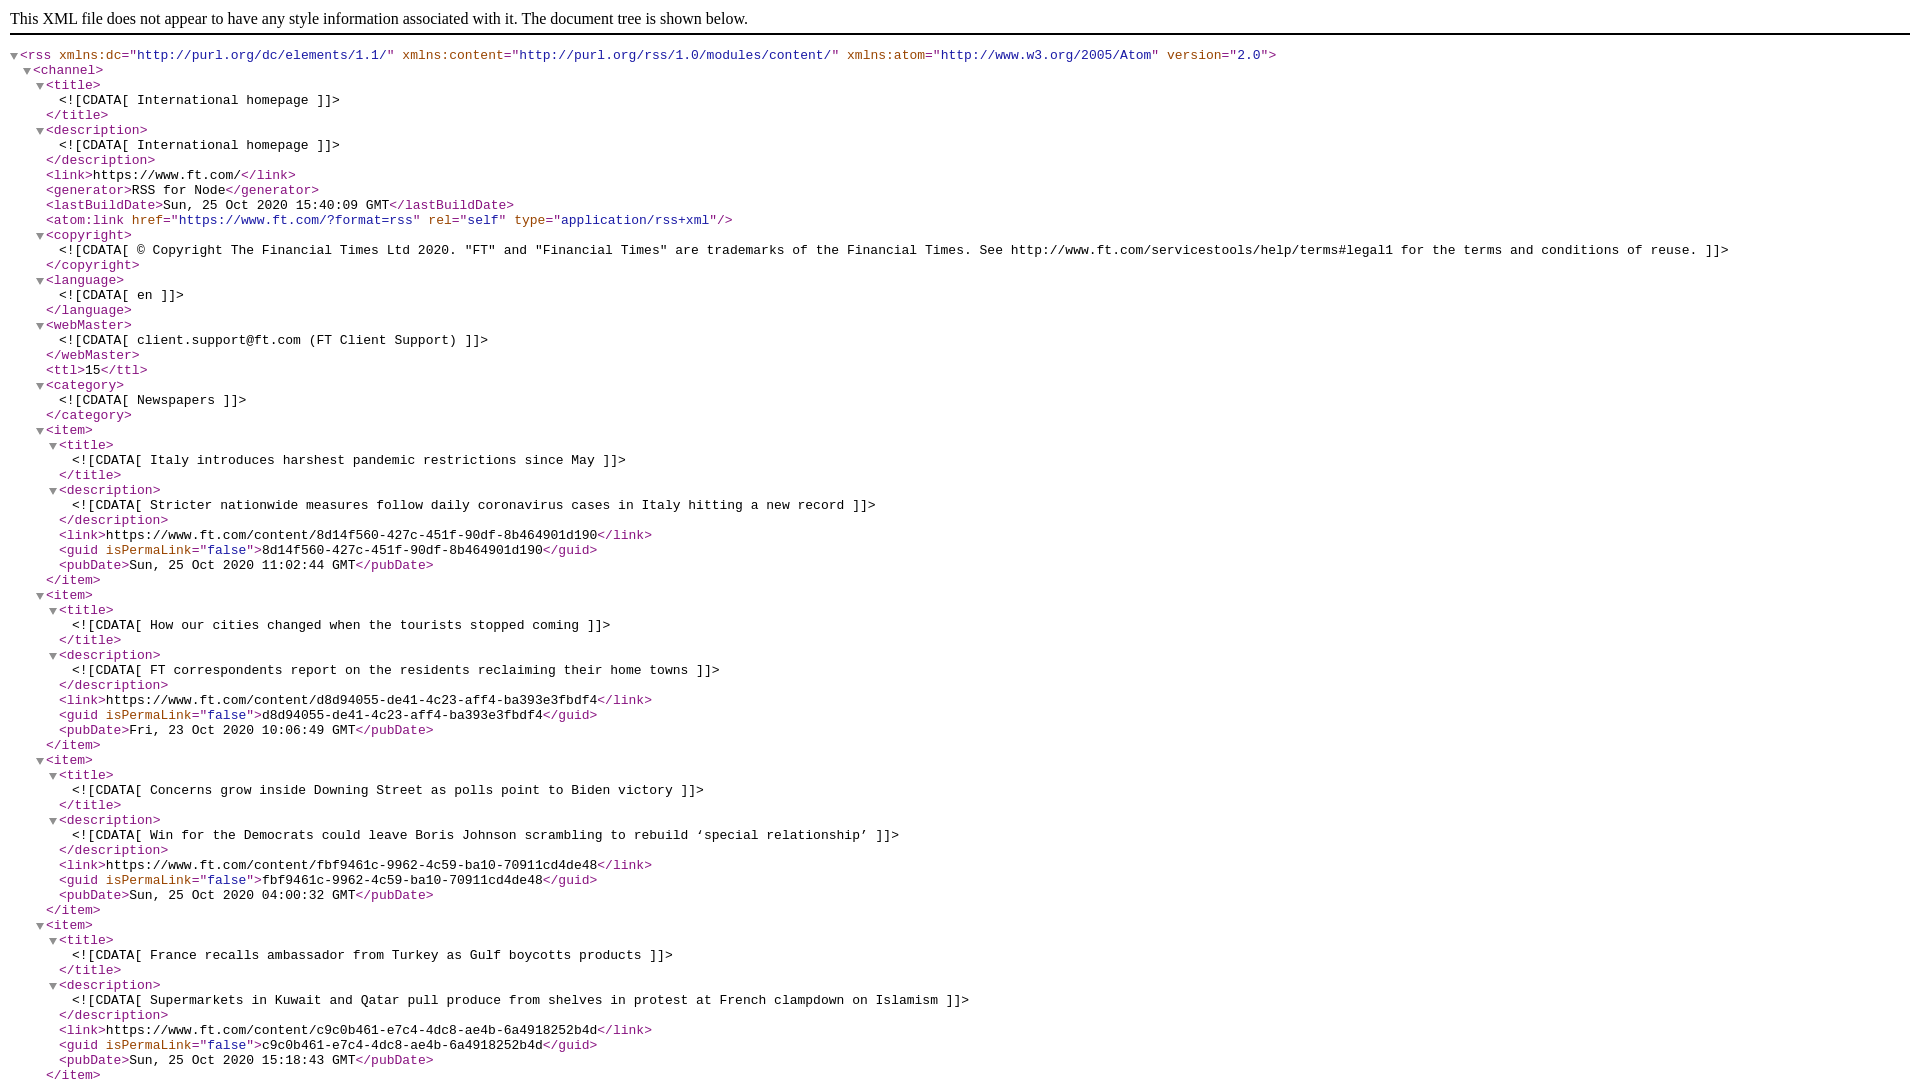 This XML file does not appear to have any style information associated with it. The document tree is shown below.
<rss xmlns:dc="http://purl.org/dc/elements/1.1/" xmlns:content="http://purl.org/rss/1.0/modules/content/" xmlns:atom="http://www.w3.org/2005/Atom" version="2.0">
<channel>
<title>
<![CDATA[ International homepage ]]>
</title>
<description>
<![CDATA[ International homepage ]]>
</description>
<link>https://www.ft.com/</link>
<generator>RSS for Node</generator>
<lastBuildDate>Sun, 25 Oct 2020 15:40:09 GMT</lastBuildDate>
<atom:link href="https://www.ft.com/?format=rss" rel="self" type="application/rss+xml"/>
<copyright>
<![CDATA[ © Copyright The Financial Times Ltd 2020. "FT" and "Financial Times" are trademarks of the Financial Times. See http://www.ft.com/servicestools/help/terms#legal1 for the terms and conditions of reuse. ]]>
</copyright>
<language>
<![CDATA[ en ]]>
</language>
<webMaster>
<![CDATA[ client.support@ft.com (FT Client Support) ]]>
</webMaster>
<ttl>15</ttl>
<category>
<![CDATA[ Newspapers ]]>
</category>
<item>
<title>
<![CDATA[ Italy introduces harshest pandemic restrictions since May ]]>
</title>
<description>
<![CDATA[ Stricter nationwide measures follow daily coronavirus cases in Italy hitting a new record ]]>
</description>
<link>https://www.ft.com/content/8d14f560-427c-451f-90df-8b464901d190</link>
<guid isPermaLink="false">8d14f560-427c-451f-90df-8b464901d190</guid>
<pubDate>Sun, 25 Oct 2020 11:02:44 GMT</pubDate>
</item>
<item>
<title>
<![CDATA[ How our cities changed when the tourists stopped coming ]]>
</title>
<description>
<![CDATA[ FT correspondents report on the residents reclaiming their home towns ]]>
</description>
<link>https://www.ft.com/content/d8d94055-de41-4c23-aff4-ba393e3fbdf4</link>
<guid isPermaLink="false">d8d94055-de41-4c23-aff4-ba393e3fbdf4</guid>
<pubDate>Fri, 23 Oct 2020 10:06:49 GMT</pubDate>
</item>
<item>
<title>
<![CDATA[ Concerns grow inside Downing Street as polls point to Biden victory ]]>
</title>
<description>
<![CDATA[ Win for the Democrats could leave Boris Johnson scrambling to rebuild ‘special relationship’ ]]>
</description>
<link>https://www.ft.com/content/fbf9461c-9962-4c59-ba10-70911cd4de48</link>
<guid isPermaLink="false">fbf9461c-9962-4c59-ba10-70911cd4de48</guid>
<pubDate>Sun, 25 Oct 2020 04:00:32 GMT</pubDate>
</item>
<item>
<title>
<![CDATA[ France recalls ambassador from Turkey as Gulf boycotts products ]]>
</title>
<description>
<![CDATA[ Supermarkets in Kuwait and Qatar pull produce from shelves in protest at French clampdown on Islamism ]]>
</description>
<link>https://www.ft.com/content/c9c0b461-e7c4-4dc8-ae4b-6a4918252b4d</link>
<guid isPermaLink="false">c9c0b461-e7c4-4dc8-ae4b-6a4918252b4d</guid>
<pubDate>Sun, 25 Oct 2020 15:18:43 GMT</pubDate>
</item>